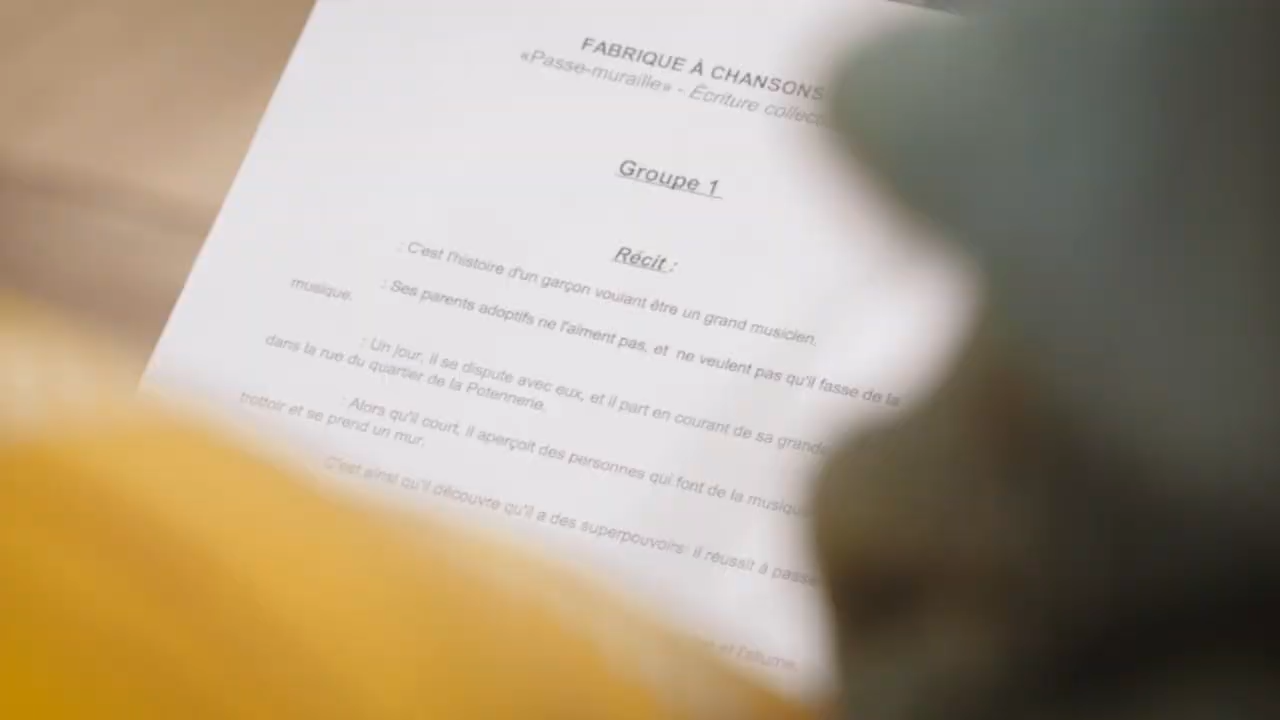 FABRIQUE À CHANSONS
«Passe-muraille» - Écriture
Groupe 1
Récit :
: C'est l'histoire d'un garçon voulant être un grand musicien.
: Ses parents adoptifs ne l'aiment pas, et ne veulent pas qu'il fasse de la
musique.
: Un jour, il se dispute avec eux, et il part en courant de sa grande
dans la rue du quartier de la Potennerie.
: Alors qu'il court, il aperçoit des personnes qui font de la musique
trottoir et se prend un mur.
C'est ainsi qu'il découvre qu'il a des superpouvoirs: il réussit à
et l'allume.